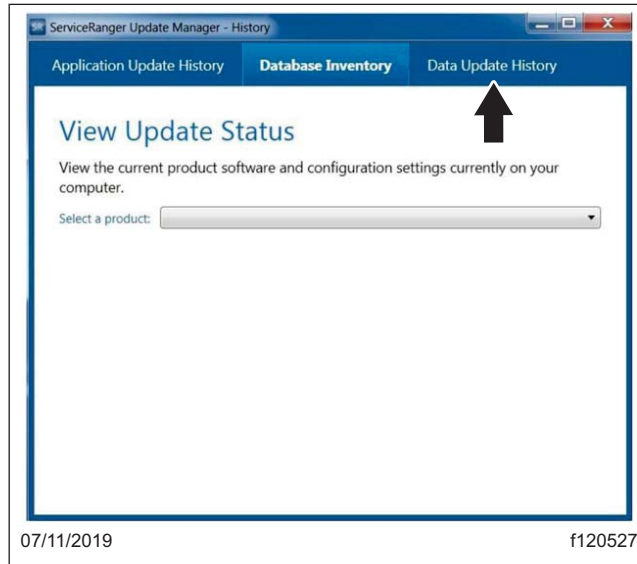 SR ServiceRanger Update Manager - History
Application Update History Database Inventory Data Update History
View Update Status
View the current product software and configuration settings currently on your
computer.
Select a product:
07/11/2019 f120527